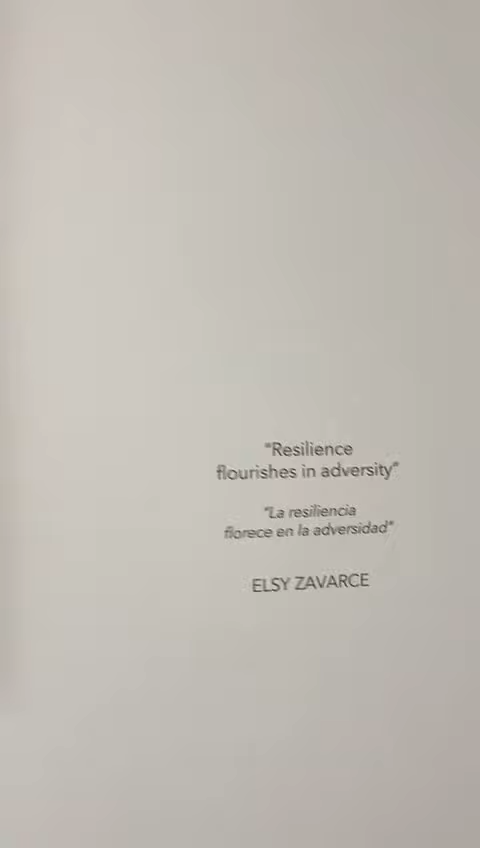 "Resilience
flourishes in adversity"
"La resiliencia
florece en la adversidad"
ELSY ZAVARCE